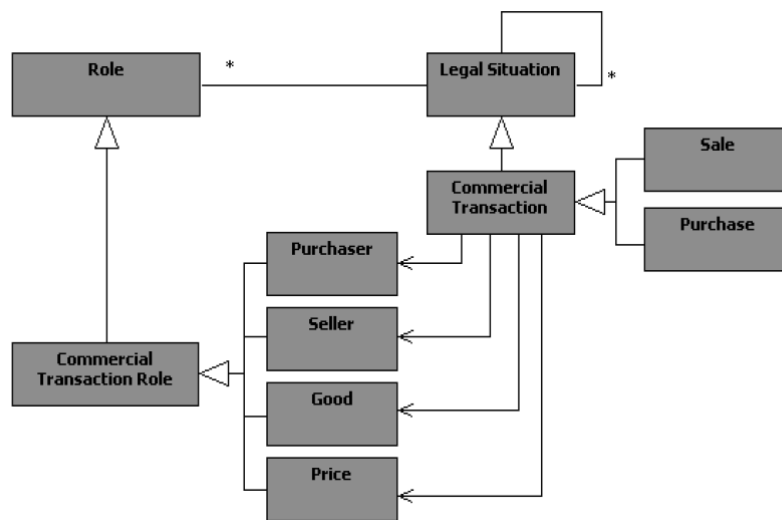 Role
*
Legal Situation
*
Commercial
Transaction
Sale
Purchase
Purchaser
Seller
Commercial
Transaction Role
Good
Price